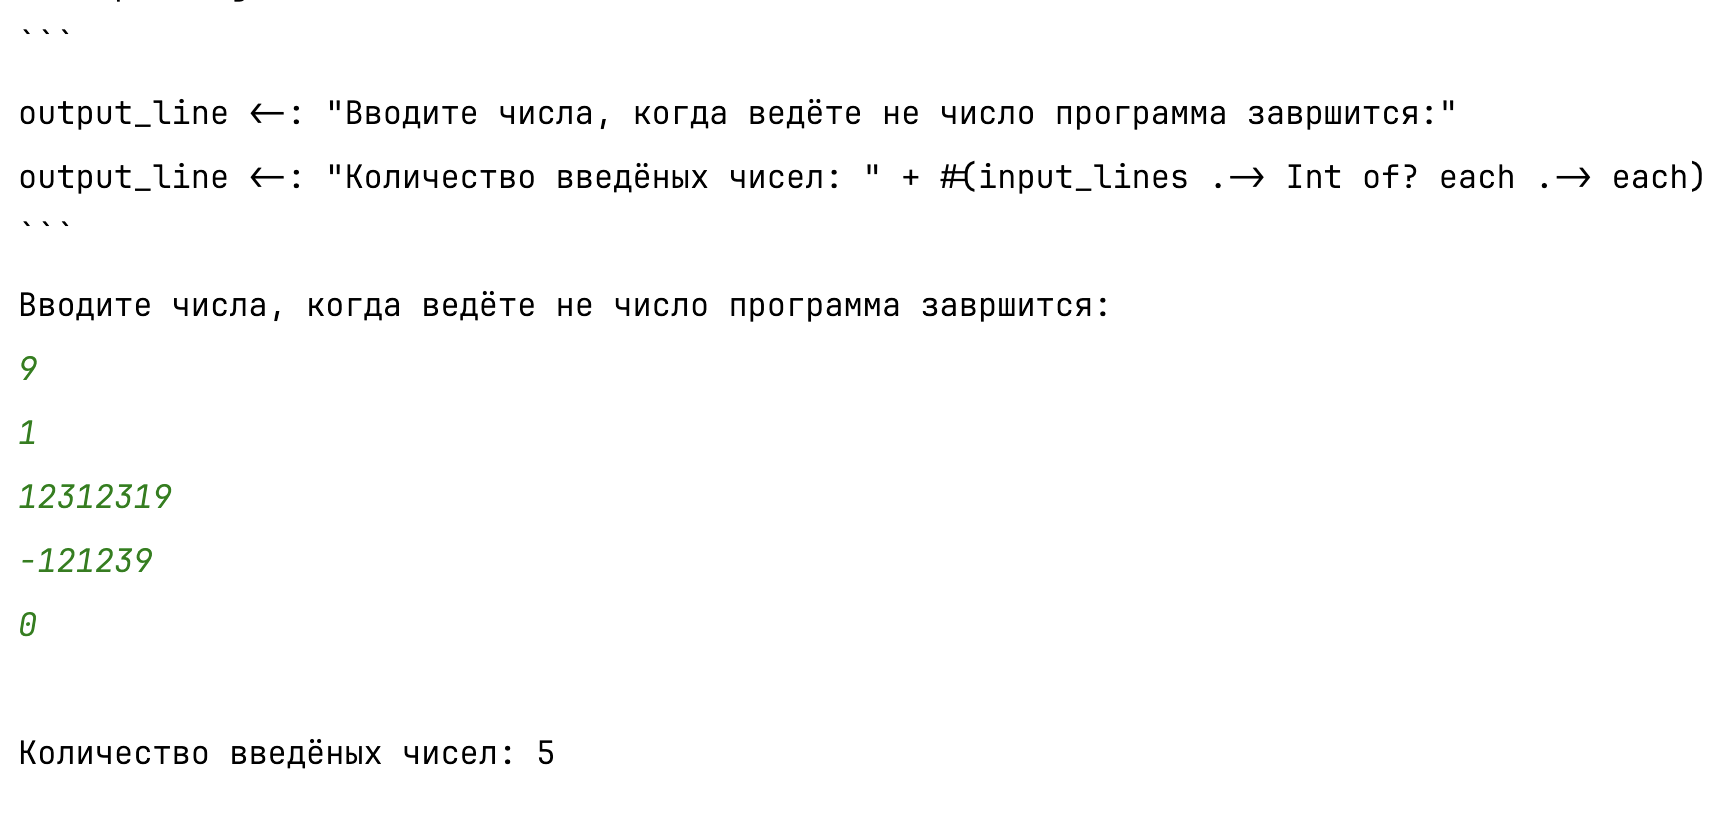 ```
output_line <-: "Вводите числа, когда ведёте не число программа завршится:"
output_line <-: "Количество введёных чисел: " + #(input_lines .-> Int of? each .-> each)
```
Вводите числа, когда ведёте не число программа завршится:
9
1
12312319
-121239
0
Количество введёных чисел: 5